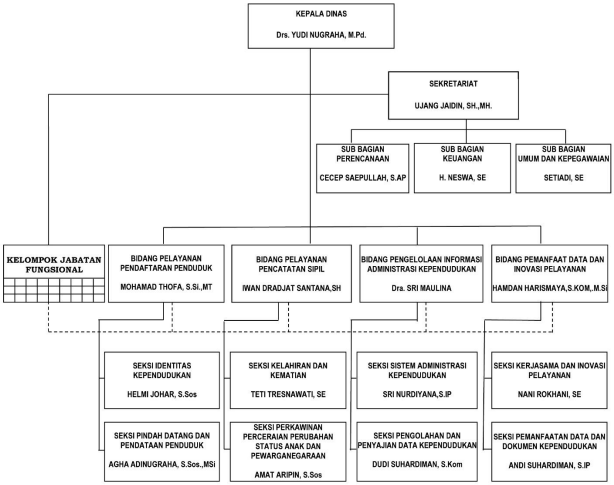 KEPALA DINAS
Drs. YUDI NUGRAHA, M.Pd.
SEKRETARIAT
UJANG JAIDIN, SH.,MH.
SUB BAGIAN
PERENCANAAN
CECEP SAEPULLAH, S.AP
SUB BAGIAN
KEUANGAN
H. NESWA, SE
SUB BAGIAN
UMUM DAN KEPEGAWAIAN
SETIADI, SE
KELOMPOK JABATAN
FUNGSIONAL
BIDANG PELAYANAN
PENDAFTARAN PENDUDUK
MOHAMAD THOFA, S.Si.,MT
BIDANG PELAYANAN
PENCATATAN SIPIL
IWAN DRADJAT SANTANA,SH
BIDANG PENGELOLAAN INFORMASI
ADMINISTRASI KEPENDUDUKAN
Dra. SRI MAULINA
BIDANG PEMANFAAT DATA DAN
INOVASI PELAYANAN
HAMDAN HARISMAYA,S.KOM,.M.Si
SEKSI IDENTITAS
KEPENDUDUKAN
HELMI JOHAR, S.Sos
SEKSI KELAHIRAN DAN
KEMATIAN
TETI TRESNAWATI, SE
SEKSI SISTEM ADMINISTRASI
KEPENDUDUKAN
SRI NURDIYANA,S.IP
SEKSI KERJASAMA DAN INOVASI
PELAYANAN
NANI ROKHANI, SE
SEKSI PINDAH DATANG DAN
PENDATAAN PENDUDUK
AGHA ADINUGRAHA, S.Sos.,MSi
SEKSI PERKAWINAN
PERCERAIAN PERUBAHAN
STATUS ANAK DAN
PEWARGANEGARAAN
AMAT ARIPIN, S.Sos
SEKSI PENGOLAHAN DAN
PENYAJIAN DATA KEPENDUDUKAN
DUDI SUHARDIMAN, S.Kom
SEKSI PEMANFAATAN DATA DAN
DOKUMEN KEPENDUDUKAN
ANDI SUHARDIMAN, S.IP